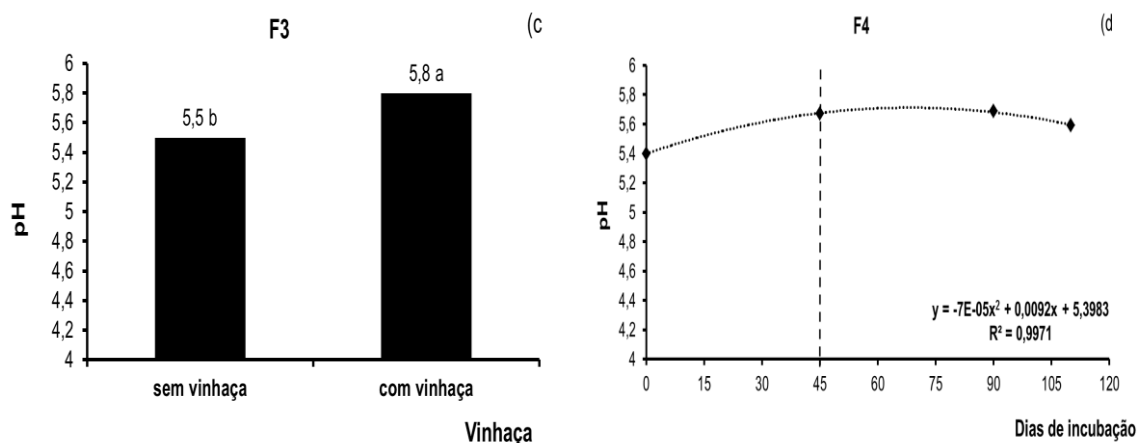 F3
(c
6
5,8
5,6
5,4
5,2
5
4,8
4,6
4,4
4,2
4
pH
5,5 b
5,8 a
sem vinhaça
com vinhaça
Vinhaça
F4
(d
6
5,8
5,6
5,4
5,2
5
4,8
4,6
4,4
4,2
4
pH
y = -7E-05x² + 0,0092x + 5,3983
R² = 0,9971
0 15 30 45 60 75 90 105 120
Dias de incubação